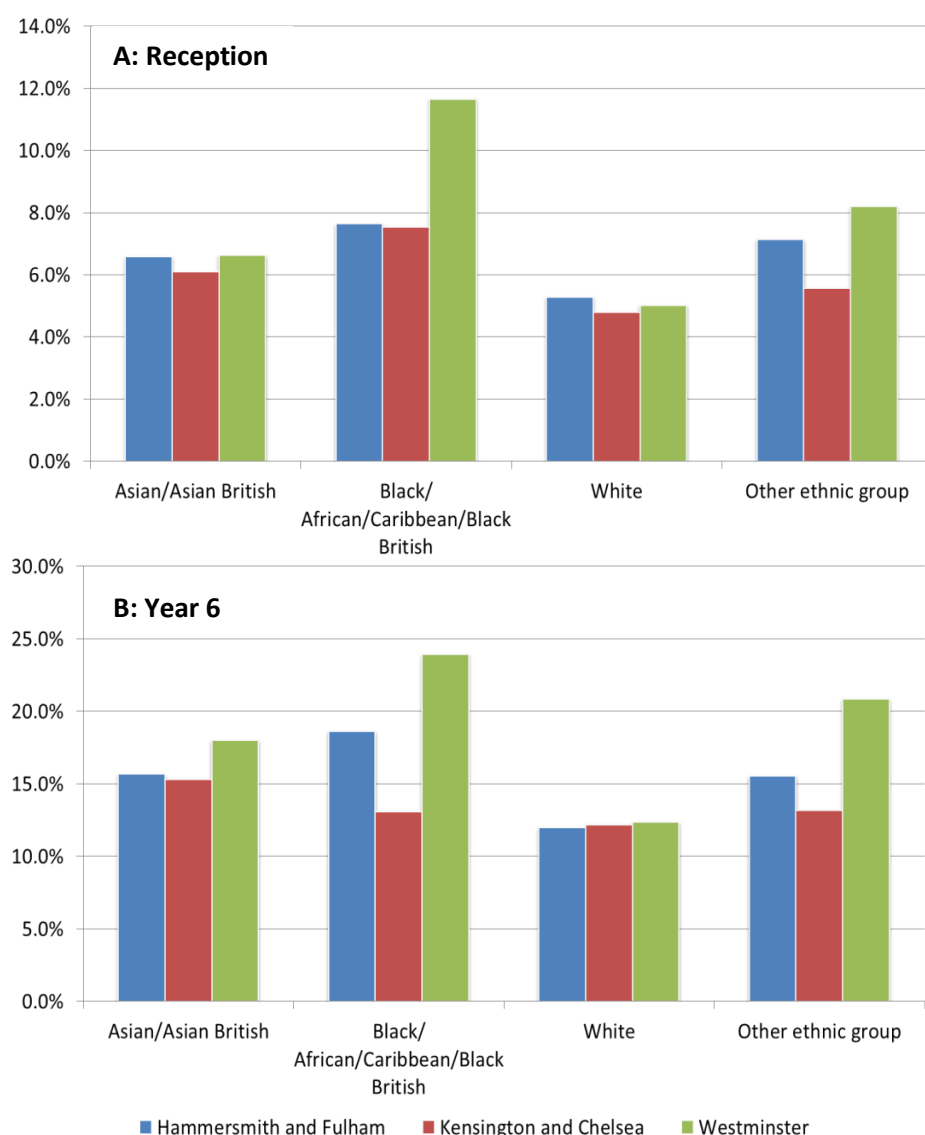 14.0%
A: Reception
12.0%
10.0%
8.0%
6.0%
4.0%
2.0%
0.0%
Asian/Asian British
Black/
African/Caribbean/Black
British
White
Other ethnic group
30.0%
B: Year 6
25.0%
20.0%
15.0%
10.0%
5.0%
0.0%
Asian/Asian British
Black/
African/Caribbean/Black
British
White
Other ethnic group
Hammersmith and Fulham Kensington and Chelsea Westminster